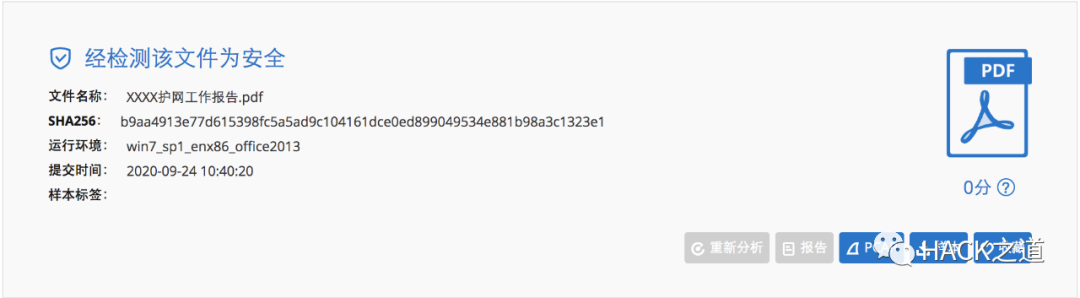 经检测该文件为安全
文件名称： XXXX护网工作报告.pdf
SHA256： b9aa4913e77d615398fc5a5ad9c104161dce0ed899049534e881b98a3c1323e1
运行环境： win7_sp1_enx86_office2013
提交时间： 2020-09-24 10:40:20
样本标签：
PDF
0分 ?
重新分析 报告
HACK之道